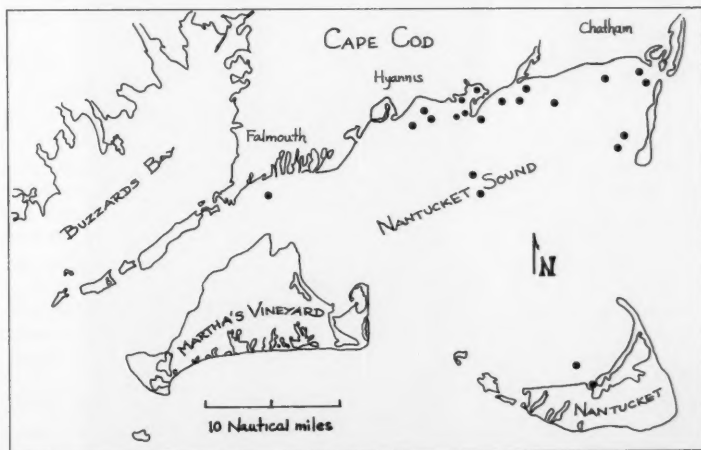 CAPE COD
Chatham
Hyannis
Falmouth
BUZZARDS BAY
NANTUCKET SOUND
N
MARTHA'S VINEYARD
NANTUCKET
10 Nautical miles